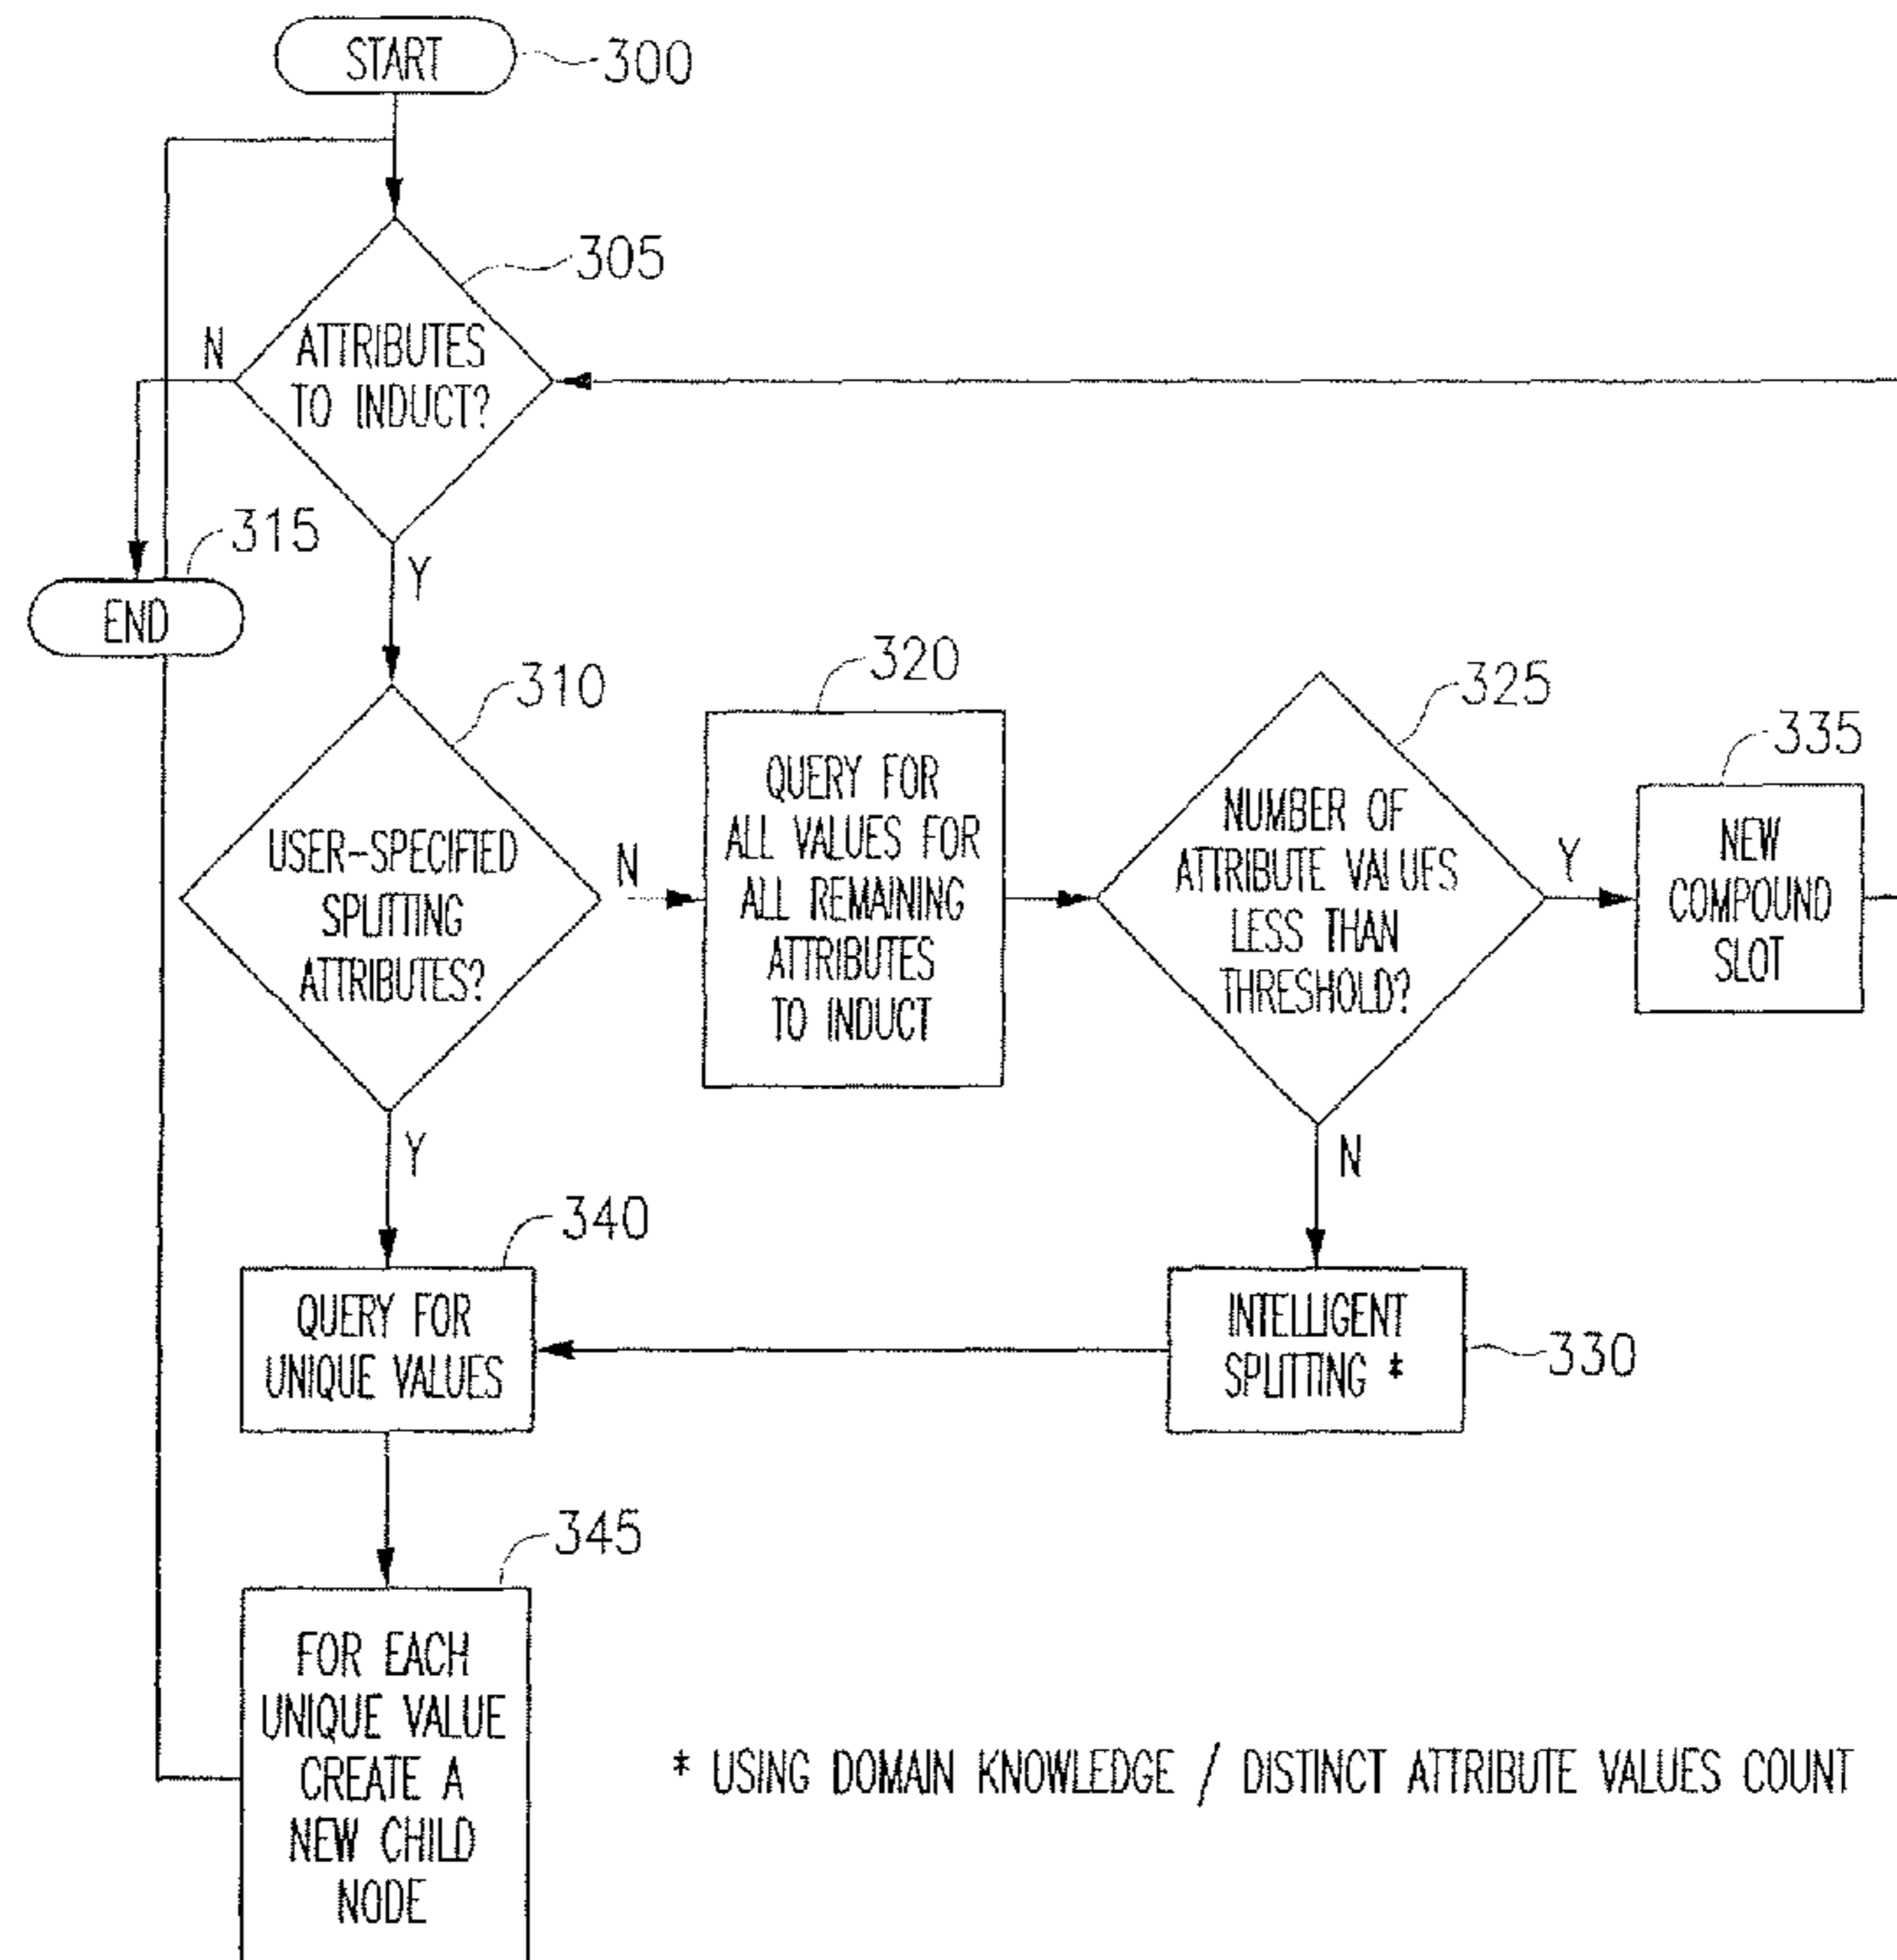 START
300
305
N
ATTRIBUTES
TO INDUCT?
315
Y
END
310
320
325
335
USER-SPECIFIED
SPLITTING
ATTRIBUTES?
N
QUERY FOR
ALL VALUES FOR
ALL REMAINING
ATTRIBUTES
TO INDUCT
NUMBER OF
ATTRIBUTE VALUES
LESS THAN
THRESHOLD?
Y
NEW
COMPOUND
SLOT
Y
N
340
QUERY FOR
UNIQUE VALUES
INTELLIGENT
SPLITTING *
330
345
FOR EACH
UNIQUE VALUE
CREATE A
NEW CHILD
NODE
* USING DOMAIN KNOWLEDGE / DISTINCT ATTRIBUTE VALUES COUNT